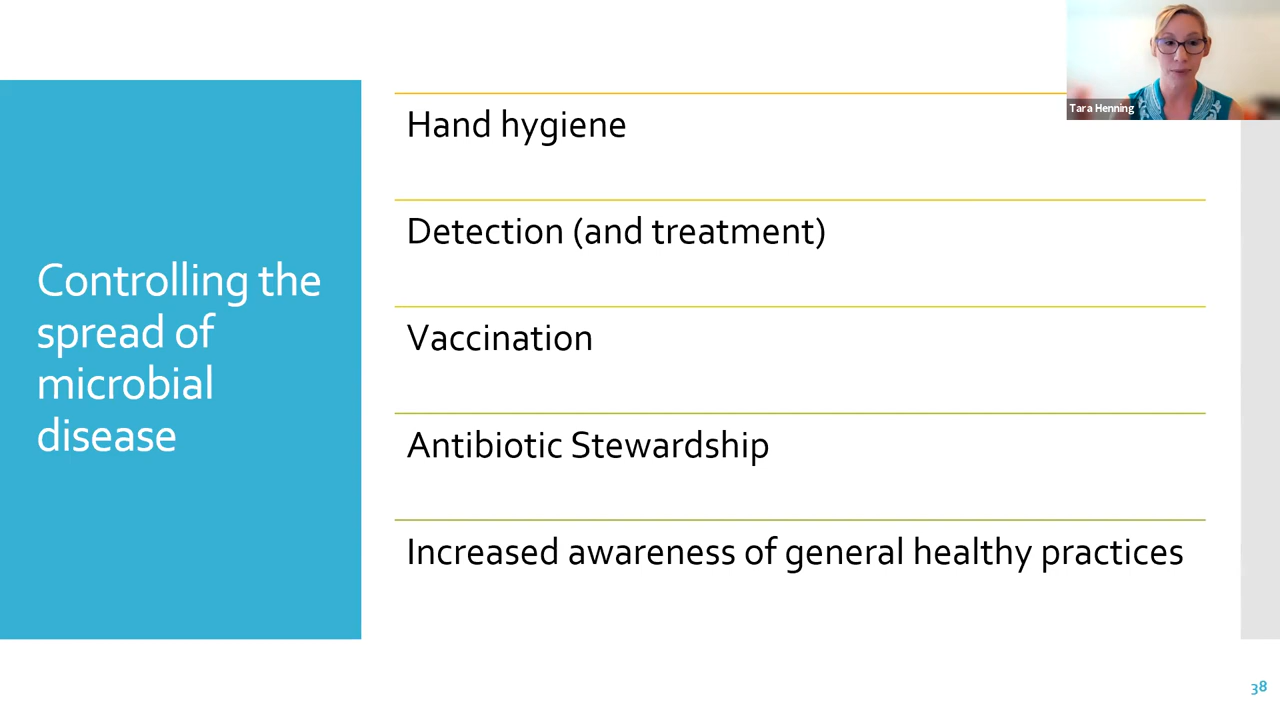 Controlling the
spread of
microbial
disease
Hand hygiene
Detection (and treatment)
Vaccination
Antibiotic Stewardship
Increased awareness of general healthy practices
Tara Henning
38